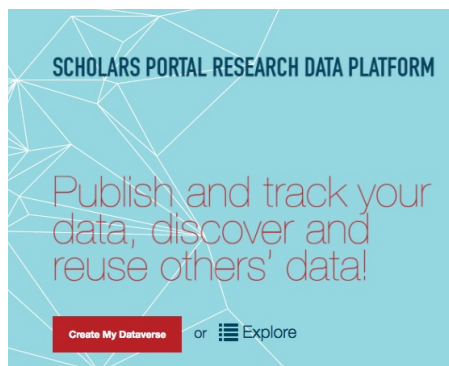 SCHOLARS PORTAL RESEARCH DATA PLATFORM
Publish and track your
data, discover and
reuse others' data!
Create My Dataverse or Explore